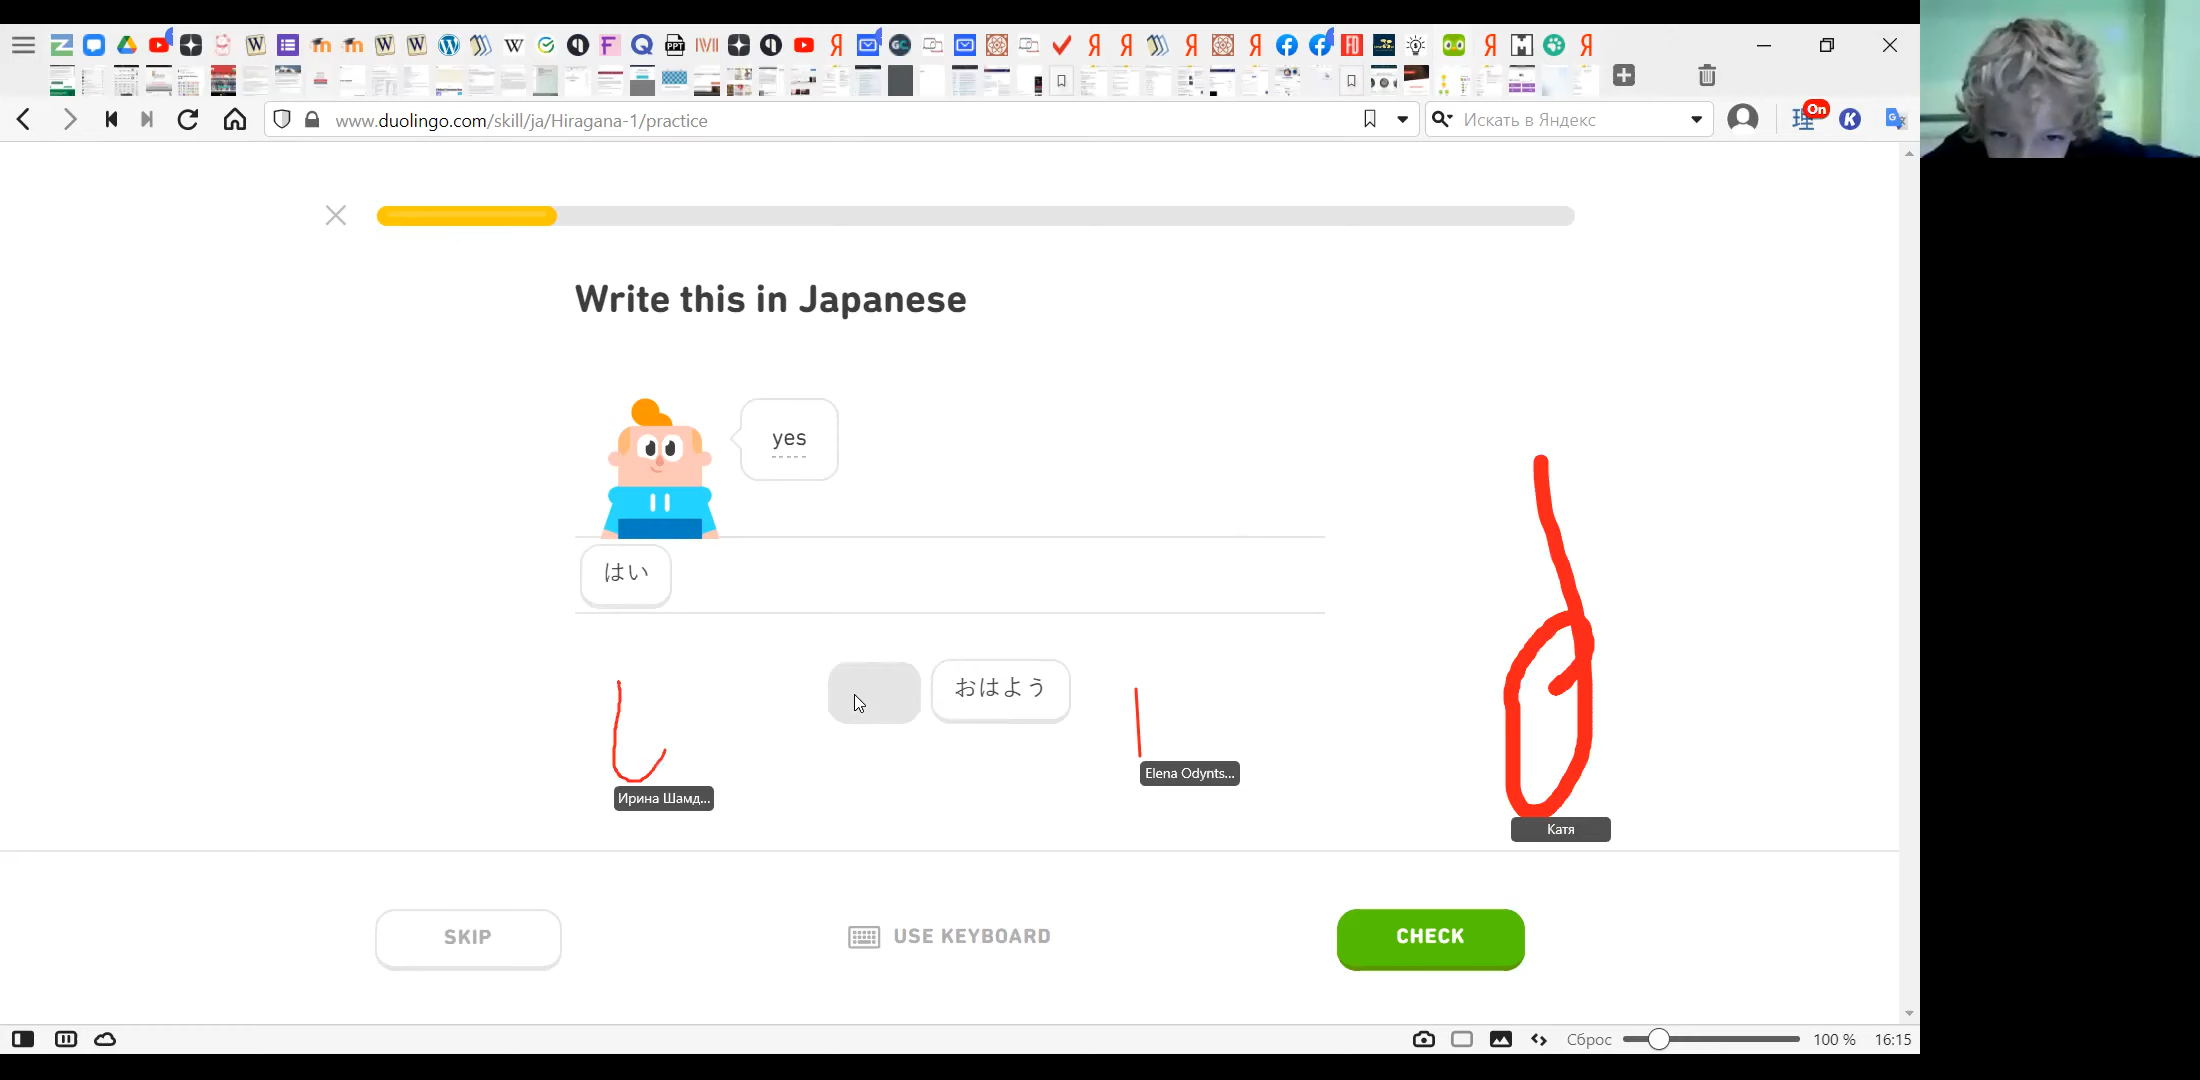 www.duolingo.com/skill/ja/Hiragana-1/practice
Искать в Яндекс
On
Write this in Japanese
yes
はい
おはよう
Ирина Шамд...
Elena Odynts...
Катя
SKIP
USE KEYBOARD
CHECK
Сброс
100 %
16:15